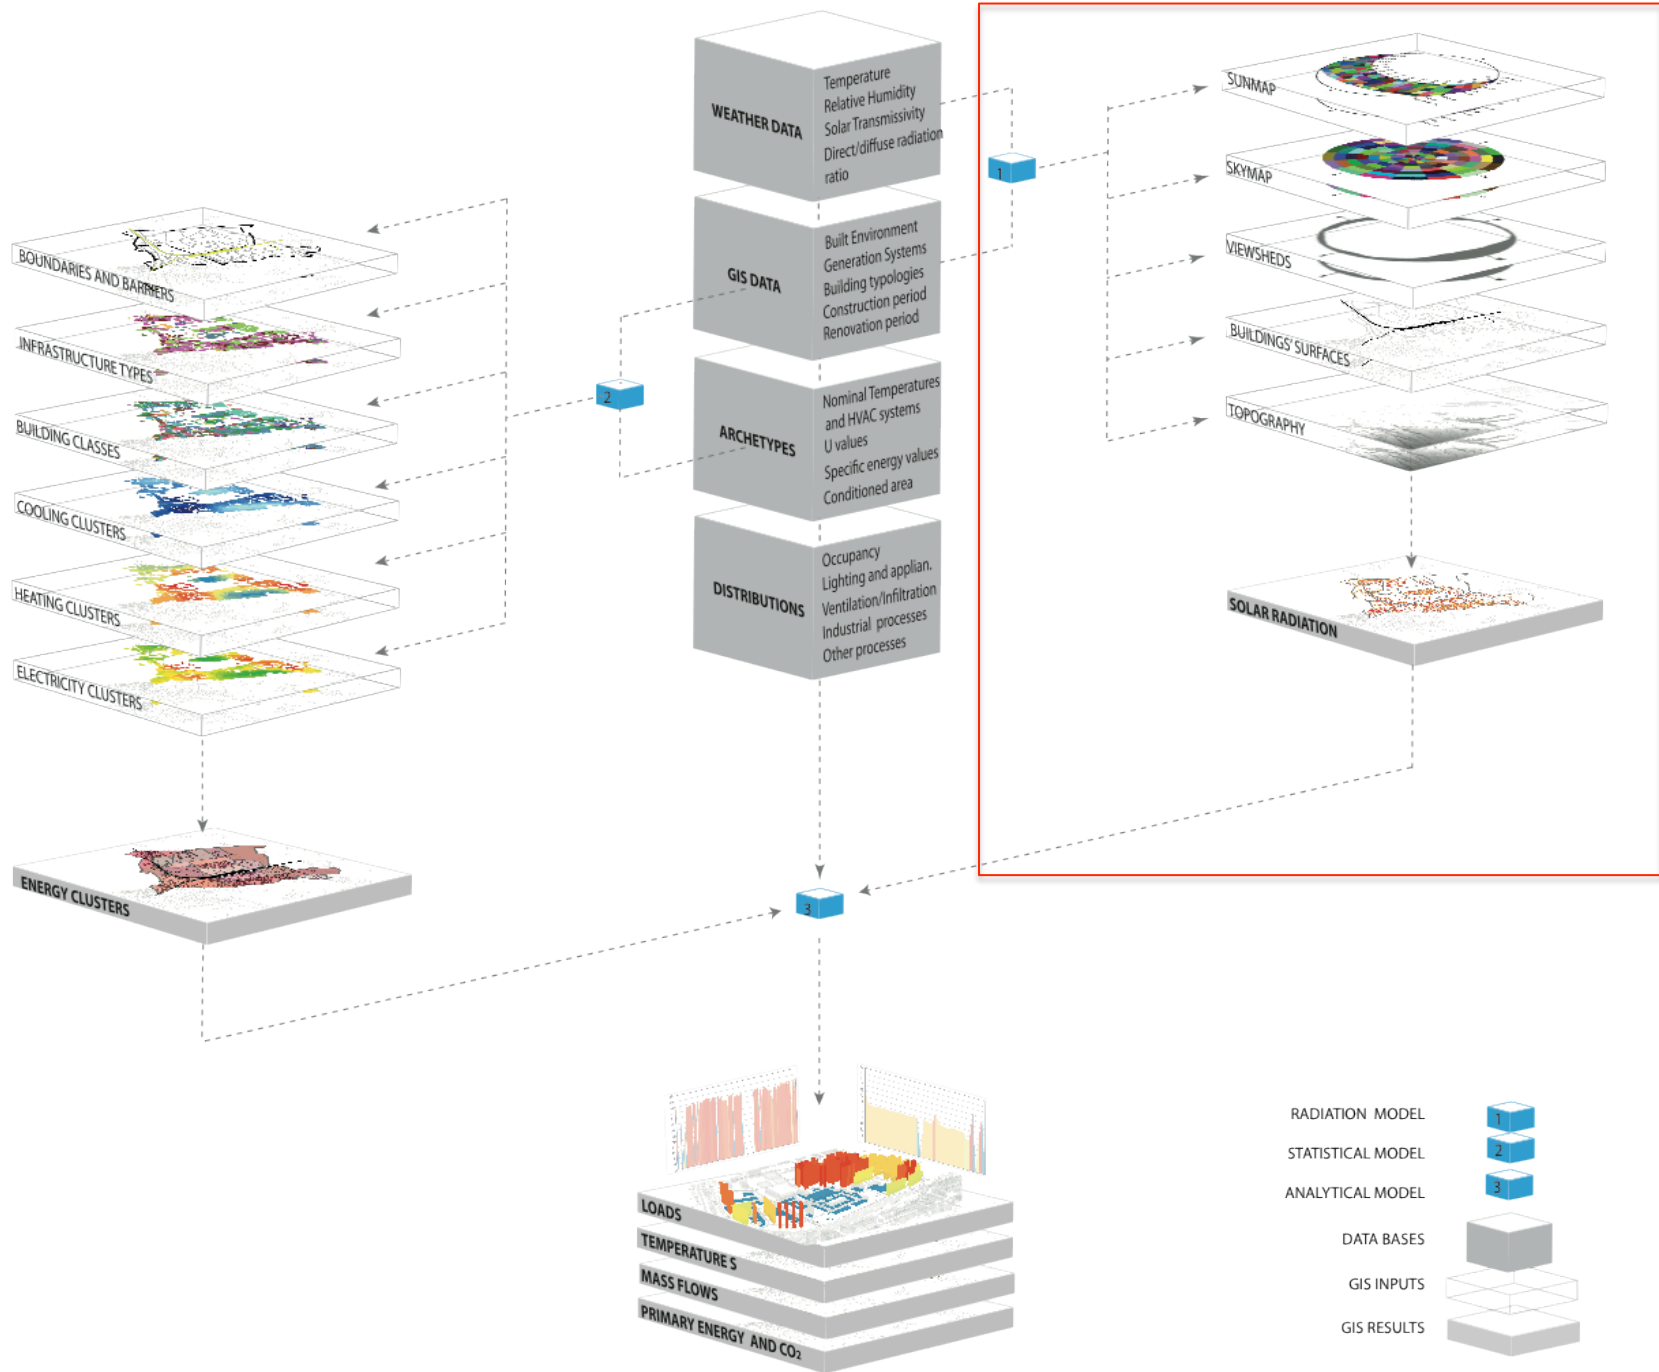 WEATHER DATA
Temperature
Relative Humidity
Solar Transmissivity
Direct/diffuse radiation
ratio
GIS DATA
Built Environment
Generation Systems
Building typologies
Construction period
Renovation period
ARCHETYPES
Nominal Temperatures
and HVAC systems
U values
Specific energy values
Conditioned area
DISTRIBUTIONS
Occupancy
Lighting and applian.
Ventilation/Infiltration
Industrial processes
Other processes
1
2
3
BOUNDARIES AND BARRIERS
INFRASTRUCTURE TYPES
BUILDING CLASSES
COOLING CLUSTERS
HEATING CLUSTERS
ELECTRICITY CLUSTERS
ENERGY CLUSTERS
SUNMAP
SKYMAP
VIEWSHEDS
BUILDINGS' SURFACES
TOPOGRAPHY
SOLAR RADIATION
LOADS
TEMPERATURE S
MASS FLOWS
PRIMARY ENERGY AND CO₂
RADIATION MODEL 1
STATISTICAL MODEL 2
ANALYTICAL MODEL 3
DATA BASES
GIS INPUTS
GIS RESULTS